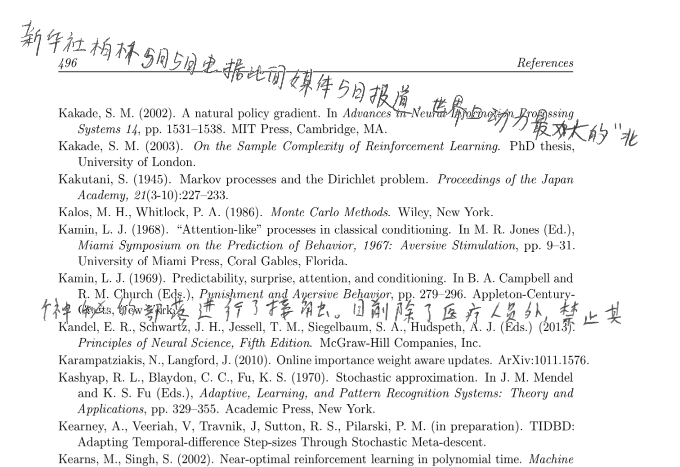 新华社柏林5月5日电 据此间媒体5日报道，世界上动力最强大的"北
496 References
Kakade, S. M. (2002). A natural policy gradient. In Advances in Neural Information Processing
Systems 14, pp. 1531–1538. MIT Press, Cambridge, MA.
Kakade, S. M. (2003). On the Sample Complexity of Reinforcement Learning. PhD thesis,
University of London.
Kakutani, S. (1945). Markov processes and the Dirichlet problem. Proceedings of the Japan
Academy, 21(3-10):227–233.
Kalos, M. H., Whitlock, P. A. (1986). Monte Carlo Methods. Wiley, New York.
Kamin, L. J. (1968). “Attention-like” processes in classical conditioning. In M. R. Jones (Ed.),
Miami Symposium on the Prediction of Behavior, 1967: Aversive Stimulation, pp. 9–31.
University of Miami Press, Coral Gables, Florida.
Kamin, L. J. (1969). Predictability, surprise, attention, and conditioning. In B. A. Campbell and
R. M. Church (Eds.), Punishment and Aversive Behavior, pp. 279–296. Appleton-Century-
Crofts, New York.
个神秘的部落进行了接触。因而除了医疗人员外，禁止其
Kandel, E. R., Schwartz, J. H., Jessell, T. M., Siegelbaum, S. A., Hudspeth, A. J. (Eds.) (2013).
Principles of Neural Science, Fifth Edition. McGraw-Hill Companies, Inc.
Karampatziakis, N., Langford, J. (2010). Online importance weight aware updates. ArXiv:1011.1576.
Kashyap, R. L., Blaydon, C. C., Fu, K. S. (1970). Stochastic approximation. In J. M. Mendel
and K. S. Fu (Eds.), Adaptive, Learning, and Pattern Recognition Systems: Theory and
Applications, pp. 329–355. Academic Press, New York.
Kearney, A., Veeriah, V, Travnik, J, Sutton, R. S., Pilarski, P. M. (in preparation). TIDBD:
Adapting Temporal-difference Step-sizes Through Stochastic Meta-descent.
Kearns, M., Singh, S. (2002). Near-optimal reinforcement learning in polynomial time. Machine